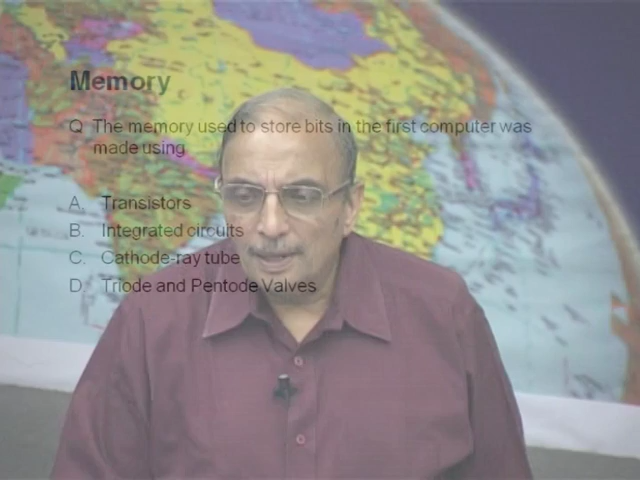 Memory
Q The memory used to store bits in the first computer was
made using
A. Transistors
B. Integrated circuits
C. Cathode-ray tube
D. Triode and Pentode Valves